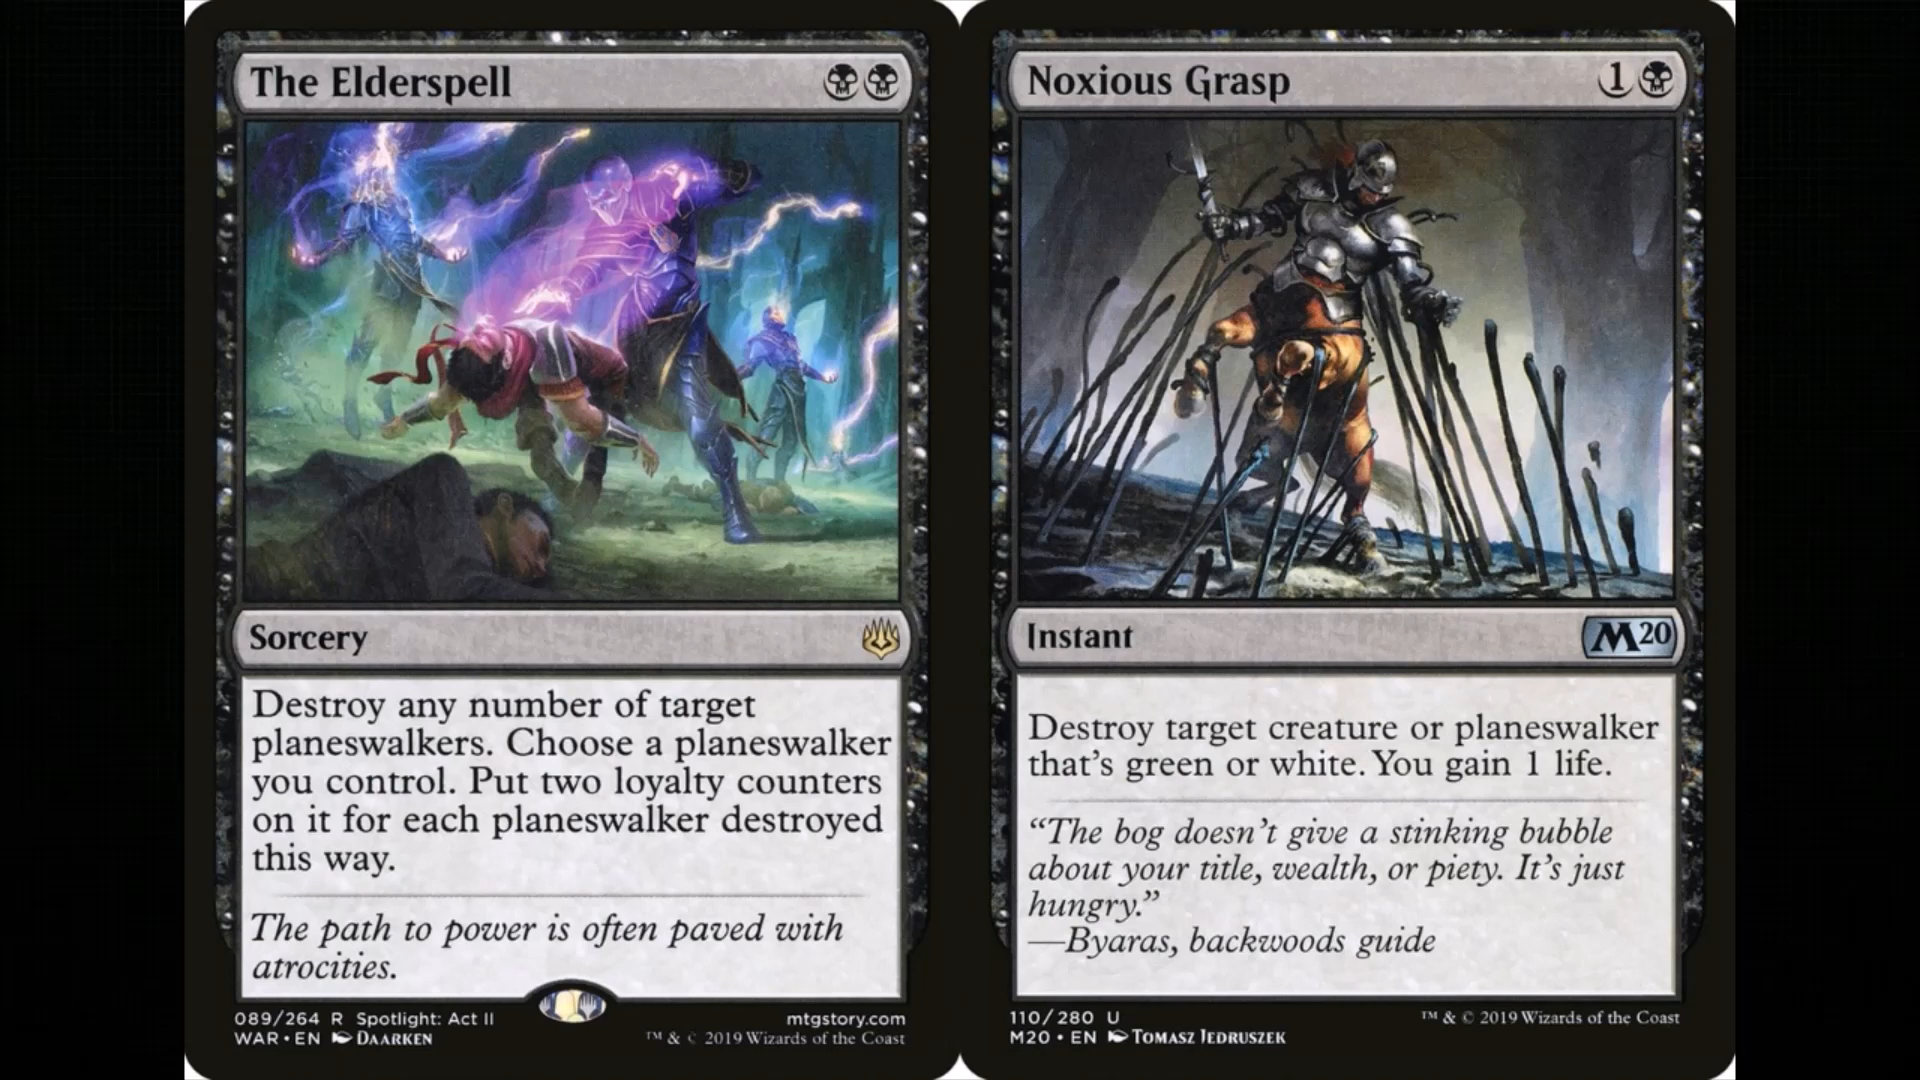 The Elderspell
Sorcery
Destroy any number of target
planeswalkers. Choose a planeswalker
you control. Put two loyalty counters
on it for each planeswalker destroyed
this way.
The path to power is often paved with
atrocities.
089/264 R Spotlight: Act II
mtgstory.com
WAR • EN DAARKEN
™ & © 2019 Wizards of the Coast
Noxious Grasp
1
Instant
M20
Destroy target creature or planeswalker
that's green or white. You gain 1 life.
“The bog doesn't give a stinking bubble
about your title, wealth, or piety. It's just
hungry.”
—Byaras, backwoods guide
110/280 U
™ & © 2019 Wizards of the Coast
M20 • EN TOMASZ JEDRUSZEK